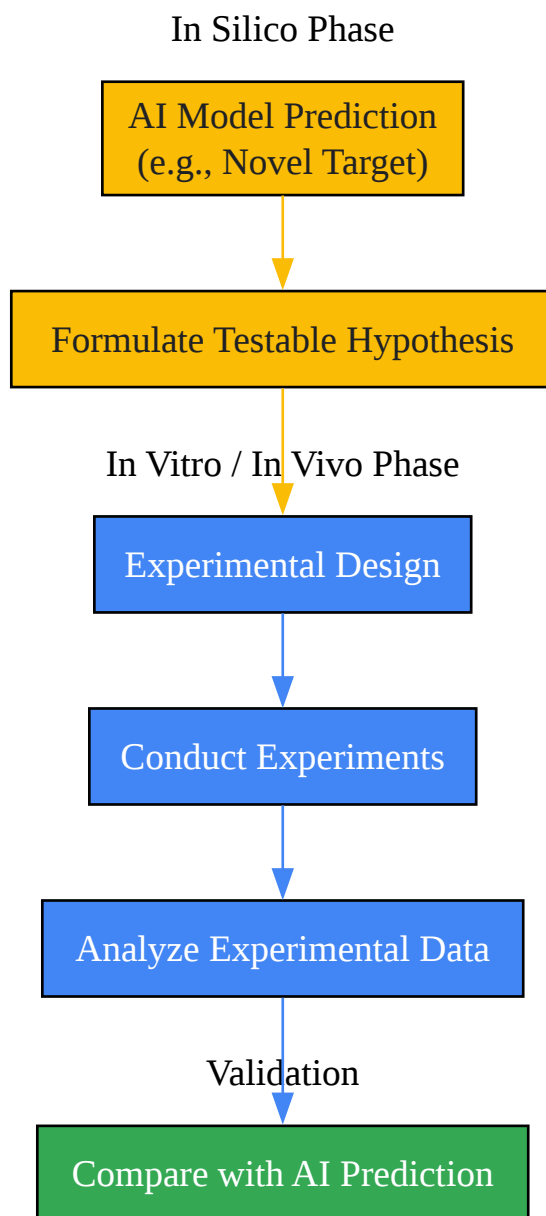 In Silico Phase
AI Model Prediction
(e.g., Novel Target)
Formulate Testable Hypothesis
In Vitro / In Vivo Phase
Experimental Design
Conduct Experiments
Analyze Experimental Data
Validation
Compare with AI Prediction